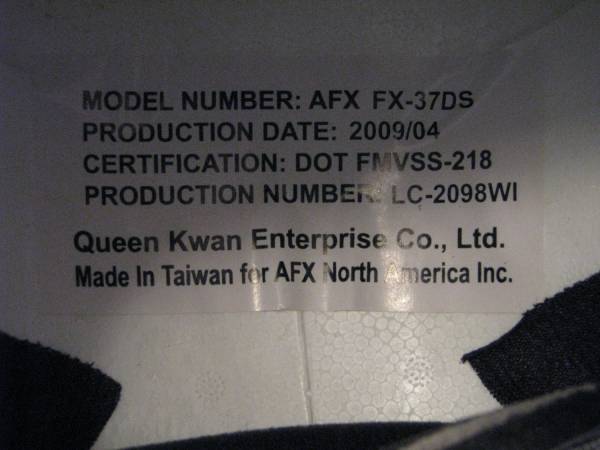 MODEL NUMBER: AFX FX-37DS
PRODUCTION DATE: 2009/04
CERTIFICATION: DOT FMVSS-218
PRODUCTION NUMBER: LC-2098WI
Queen Kwan Enterprise Co., Ltd.
Made In Taiwan for AFX North America Inc.